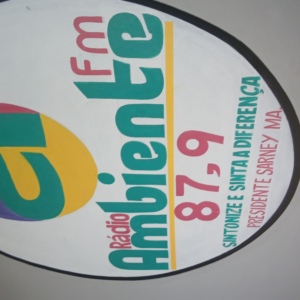 Rádio
Ambiente FM
87,9
SINTONIZE E SINTA A DIFERENÇA
PRESIDENTE SARNEY MA.